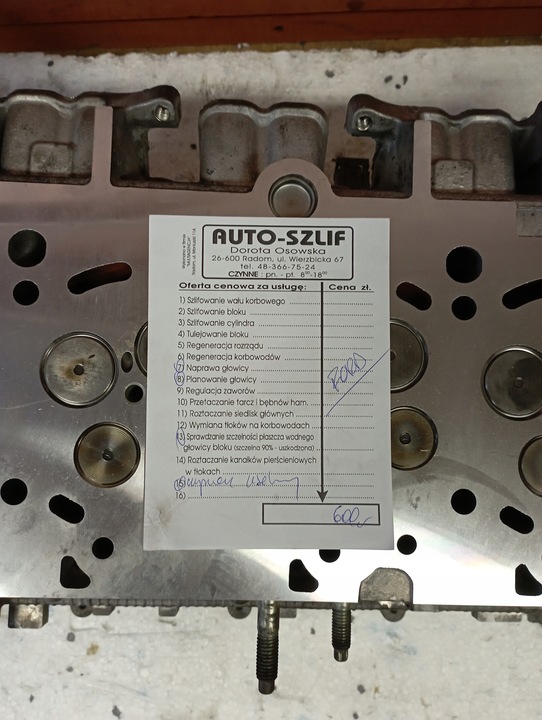 AUTO-SZLIF
Dorota Osowska
26-600 Radom, ul. Wierzbicka 67
tel. 48-366-75-24
CZYNNE : pn. - pt. 8⁰⁰-18⁰⁰
Oferta cenowa za usługę: Cena zł.
1) Szlifowanie wału korbowego
2) Szlifowanie bloku
3) Szlifowanie cylindra
4) Tulejowanie bloku
5) Regeneracja rozrządu
6) Regeneracja korbowodów
7) Naprawa głowicy
8) Planowanie głowicy
9) Regulacja zaworów
10) Przetaczanie tarcz i bębnów ham.
11) Roztaczanie siedlisk głównych
12) Wymiana tłoków na korbowodach
13) Sprawdzanie szczelności płaszcza wodnego
głowicy bloku (szczelna 90% - uszkodzona)
14) Roztaczanie kanałków pierścieniowych
w tłokach
15)
16)
FORD
600